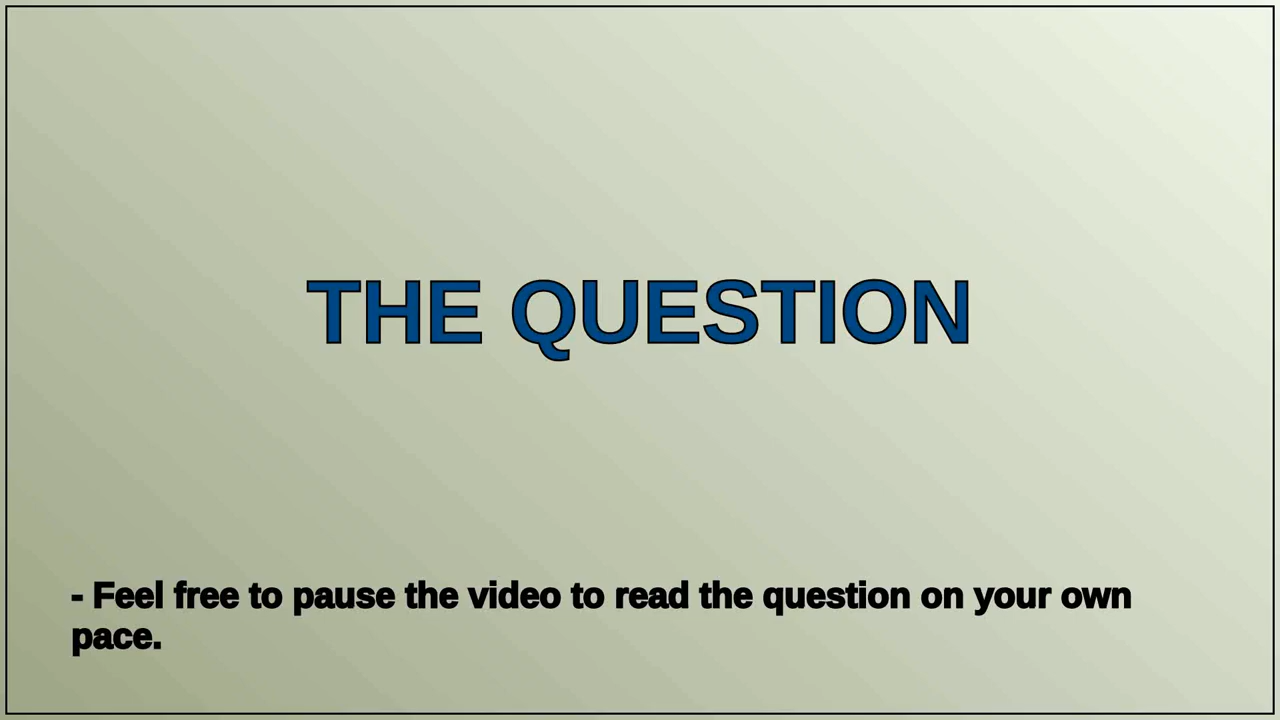 THE QUESTION
- Feel free to pause the video to read the question on your own
pace.